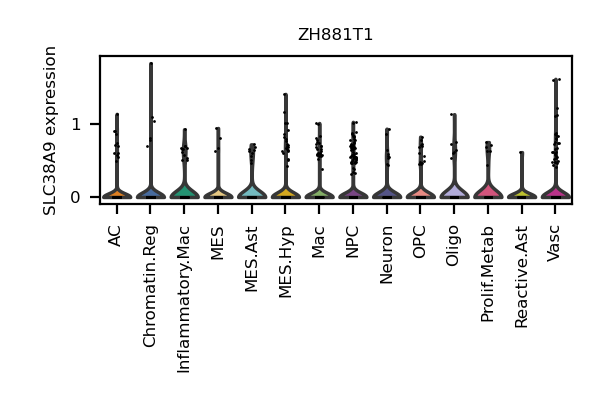 ZH881T1
SLC38A9 expression
1
0
AC
Chromatin.Reg
Inflammatory.Mac
MES
MES.Ast
MES.Hyp
Mac
NPC
Neuron
OPC
Oligo
Prolif.Metab
Reactive.Ast
Vasc